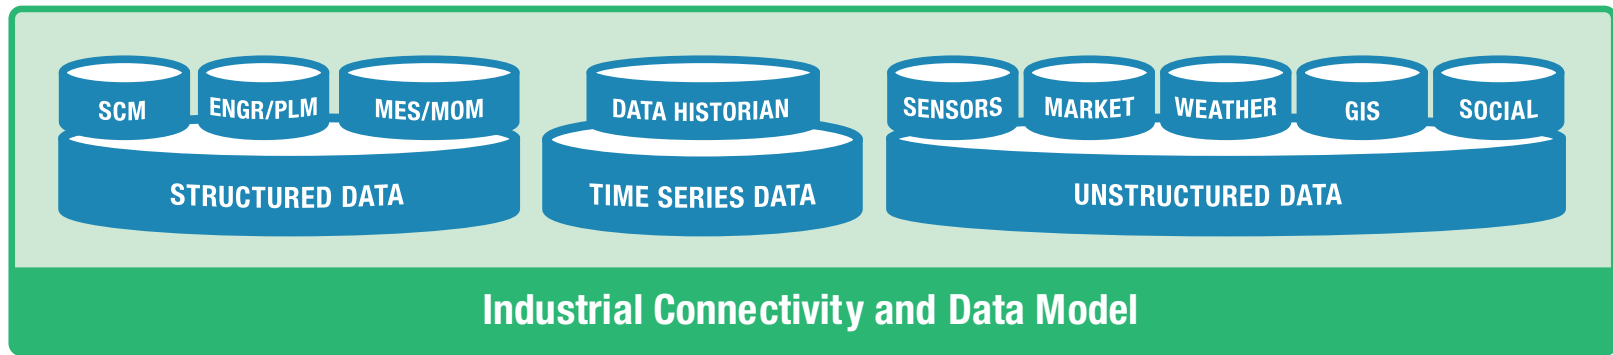 SCM
ENGR/PLM
MES/MOM
STRUCTURED DATA
DATA HISTORIAN
TIME SERIES DATA
SENSORS
MARKET
WEATHER
GIS
SOCIAL
UNSTRUCTURED DATA
Industrial Connectivity and Data Model